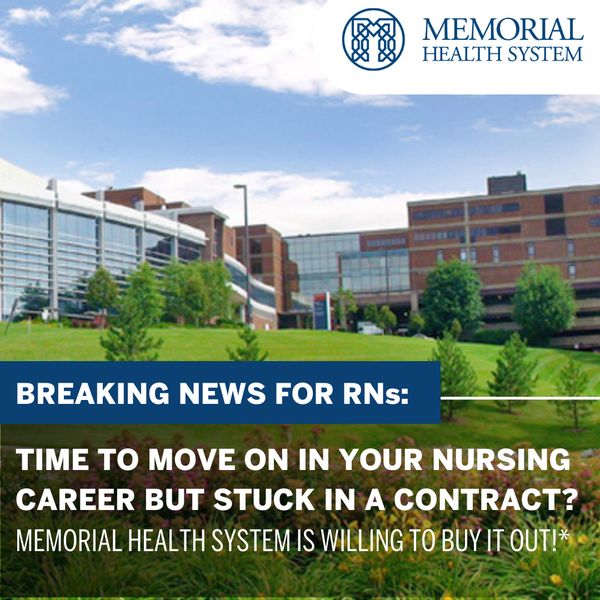 MEMORIAL
HEALTH SYSTEM
BREAKING NEWS FOR RNs:
TIME TO MOVE ON IN YOUR NURSING
CAREER BUT STUCK IN A CONTRACT?
MEMORIAL HEALTH SYSTEM IS WILLING TO BUY IT OUT!*